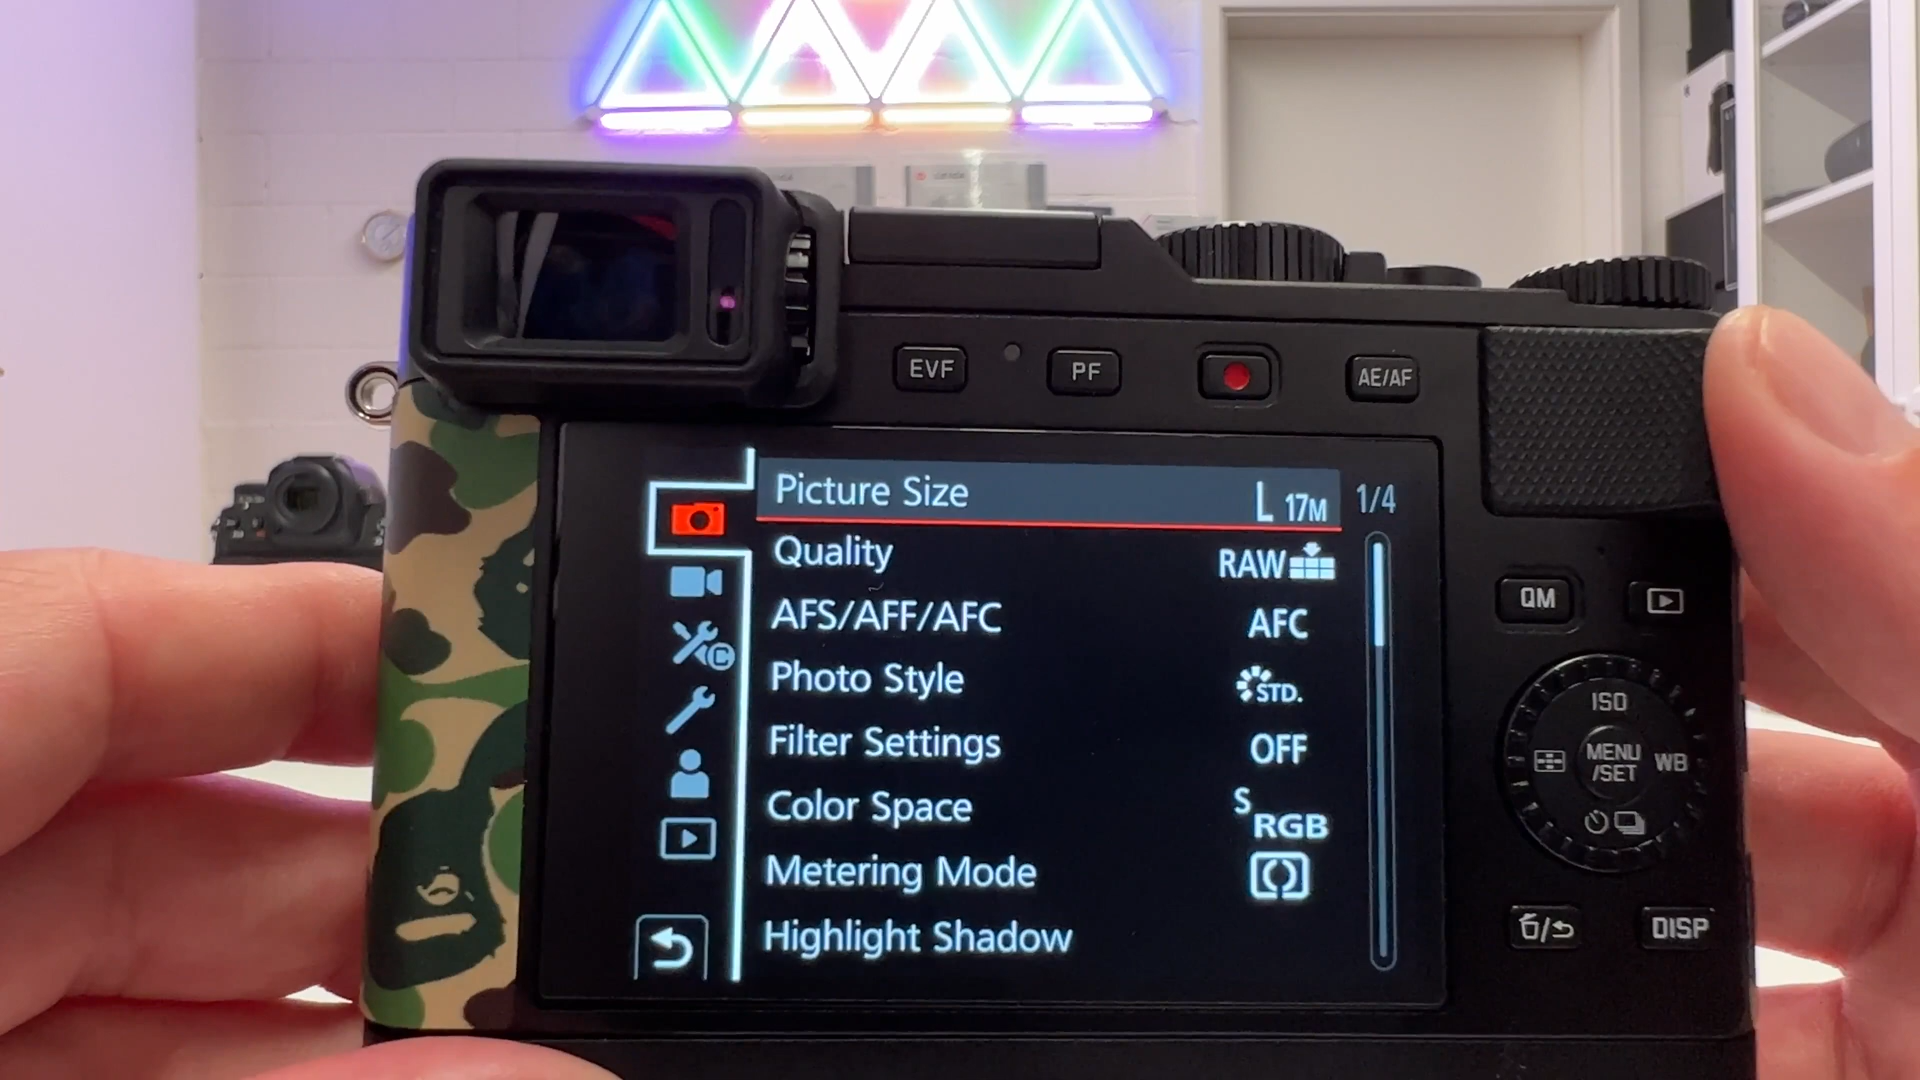 EVF
PF
AE/AF
Picture Size L 17M 1/4
Quality RAW
AFS/AFF/AFC AFC
Photo Style STD.
Filter Settings OFF
Color Space sRGB
Metering Mode
Highlight Shadow
C
QM
ISO
MENU
/SET
WB
DISP